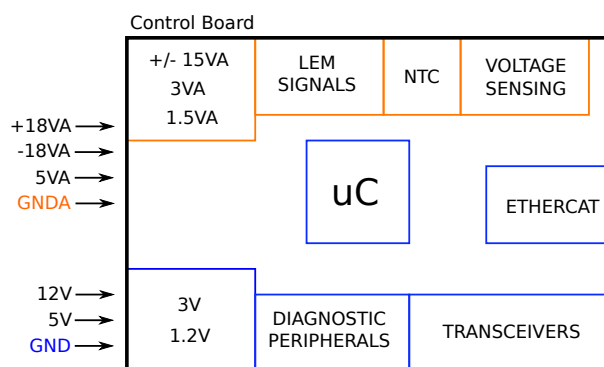 Control Board
+/- 15VA
3VA
1.5VA
LEM
SIGNALS
NTC
VOLTAGE
SENSING
+18VA
-18VA
5VA
GNDA
uC
ETHERCAT
12V
5V
GND
3V
1.2V
DIAGNOSTIC
PERIPHERALS
TRANSCEIVERS